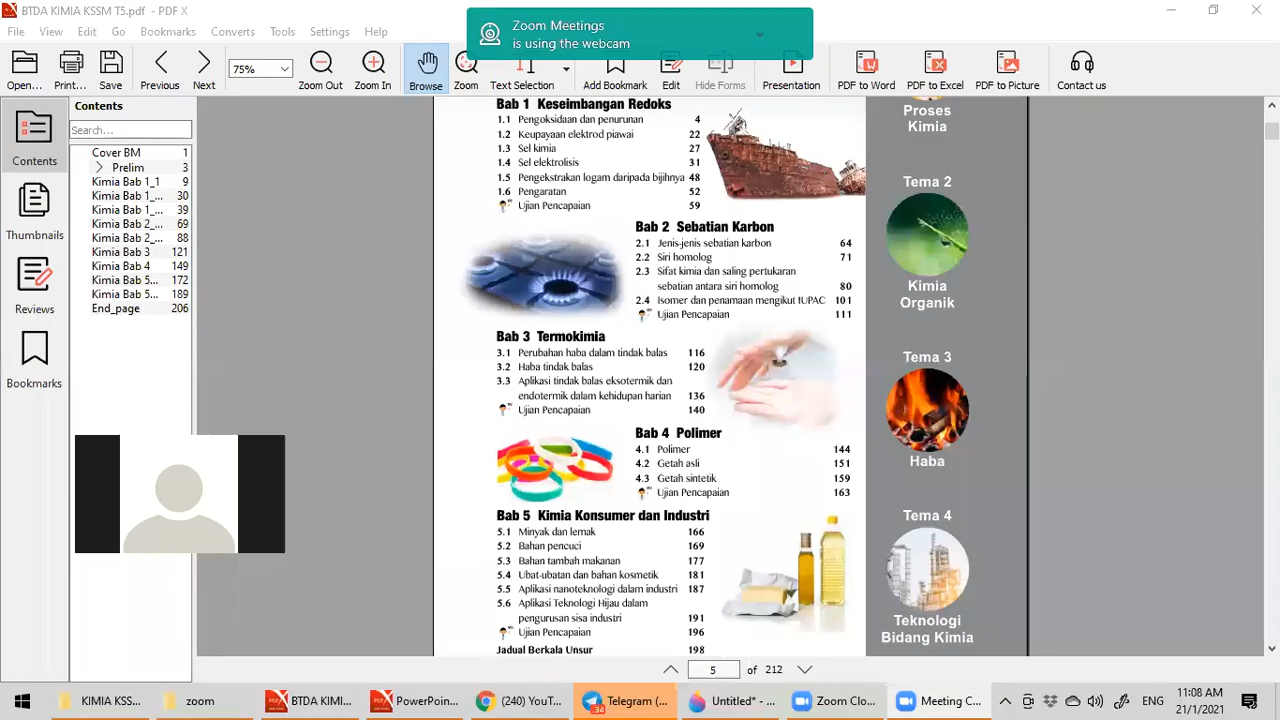 BTDA KIMIA KSSM T5.pdf - PDF X
Zoom Meetings
is using the webcam
File View Edit Go Bookmarks Converts Tools Settings Help
75%
Open... Print... Save Previous Next Zoom Out Zoom In Browse Zoom Text Selection Add Bookmark Edit Hide Forms Presentation PDF to Word PDF to Excel PDF to Picture Contact us
Contents
Search...
Contents
Thumbnails
Reviews
Bookmarks
Cover BM 1
Prelim 3
Kimia Bab 1_1 9
Kimia Bab 1_... 30
Kimia Bab 1_... 39
Kimia Bab 2_... 69
Kimia Bab 2_... 88
Kimia Bab 3 121
Kimia Bab 4 149
Kimia Bab 5... 172
Kimia Bab 5... 189
End_page 206
Bab 1 Keseimbangan Redoks
1.1 Pengoksidaan dan penurunan 4
1.2 Keupayaan elektrod piawai 22
1.3 Sel kimia 27
1.4 Sel elektrolisis 31
1.5 Pengekstrakan logam daripada bijihnya 48
1.6 Pengaratan 52
Ujian Pencapaian 59
Bab 2 Sebatian Karbon
2.1 Jenis-jenis sebatian karbon 64
2.2 Siri homolog 71
2.3 Sifat kimia dan saling pertukaran
sebatian antara siri homolog 80
2.4 Isomer dan penamaan mengikut IUPAC 101
Ujian Pencapaian 111
Bab 3 Termokimia
3.1 Perubahan haba dalam tindak balas 116
3.2 Haba tindak balas 120
3.3 Aplikasi tindak balas eksotermik dan
endotermik dalam kehidupan harian 136
Ujian Pencapaian 140
Bab 4 Polimer
4.1 Polimer 144
4.2 Getah asli 151
4.3 Getah sintetik 159
Ujian Pencapaian 163
Bab 5 Kimia Konsumer dan Industri
5.1 Minyak dan lemak 166
5.2 Bahan pencuci 169
5.3 Bahan tambah makanan 177
5.4 Ubat-ubatan dan bahan kosmetik 181
5.5 Aplikasi nanoteknologi dalam industri 187
5.6 Aplikasi Teknologi Hijau dalam
pengurusan sisa industri 191
Ujian Pencapaian 196
Jadual Berkala Unsur 198
Proses
Kimia
Tema 2
Kimia
Organik
Tema 3
Haba
Tema 4
Teknologi
Bidang Kimia
5 of 212
KIMIA KSS... zoom BTDA KIMI... PowerPoin... (240) YouT... Telegram (... Untitled* - ... Zoom Clo... Meeting C... ENG
11:08 AM
21/1/2021